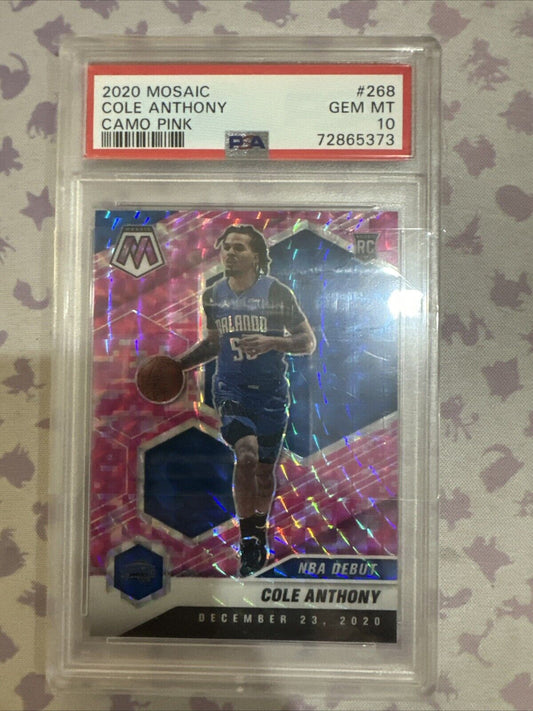 2020 MOSAIC #268
COLE ANTHONY GEM MT
CAMO PINK 10
PSA 72865373
MOSAIC
RC
ORLANDO
NBA DEBUT
COLE ANTHONY
DECEMBER 23, 2020